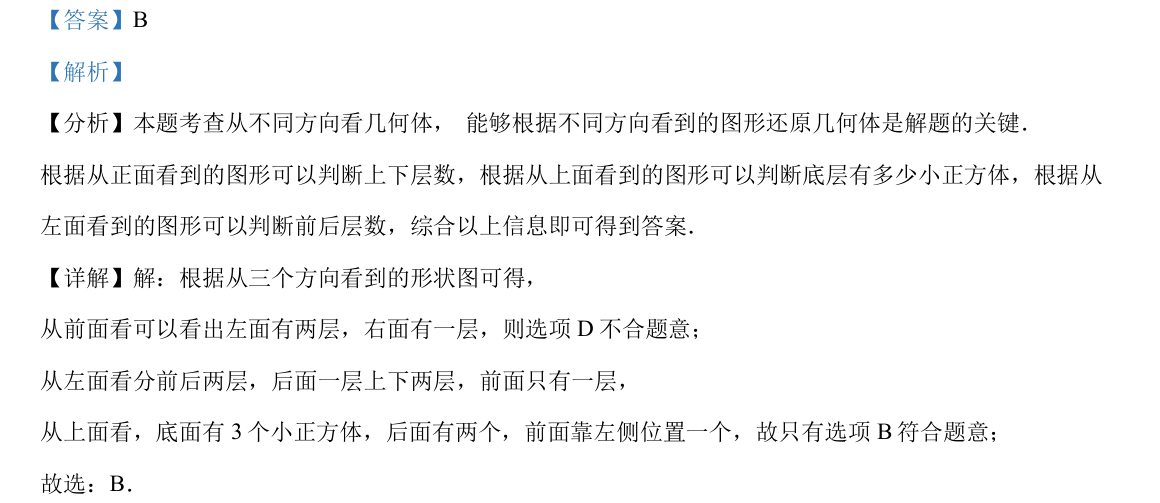 【答案】B
【解析】
【分析】本题考查从不同方向看几何体， 能够根据不同方向看到的图形还原几何体是解题的关键．
根据从正面看到的图形可以判断上下层数，根据从上面看到的图形可以判断底层有多少小正方体，根据从
左面看到的图形可以判断前后层数，综合以上信息即可得到答案．
【详解】解：根据从三个方向看到的形状图可得，
从前面看可以看出左面有两层，右面有一层，则选项 D 不合题意；
从左面看分前后两层，后面一层上下两层，前面只有一层，
从上面看，底面有 3 个小正方体，后面有两个，前面靠左侧位置一个，故只有选项 B 符合题意；
故选：B．